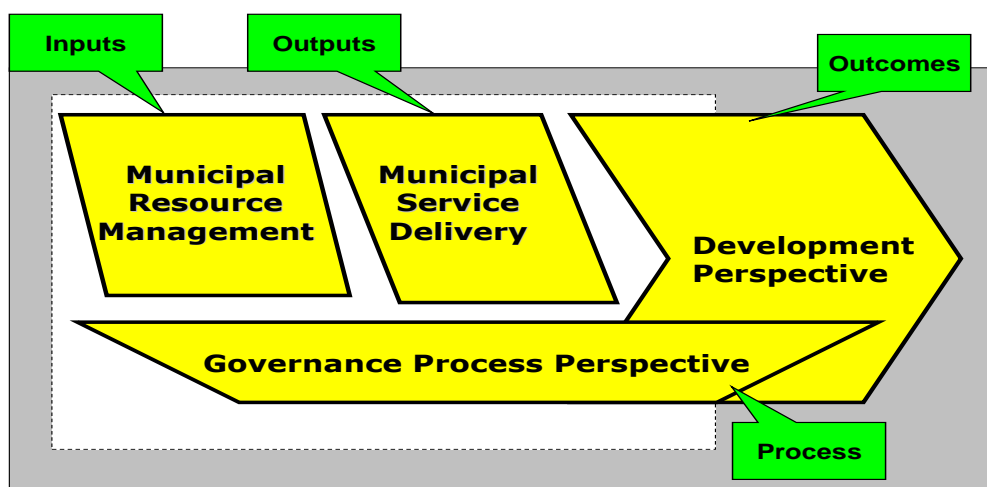 Inputs
Outputs
Outcomes
Municipal
Resource
Management
Municipal
Service
Delivery
Development
Perspective
Governance Process Perspective
Process